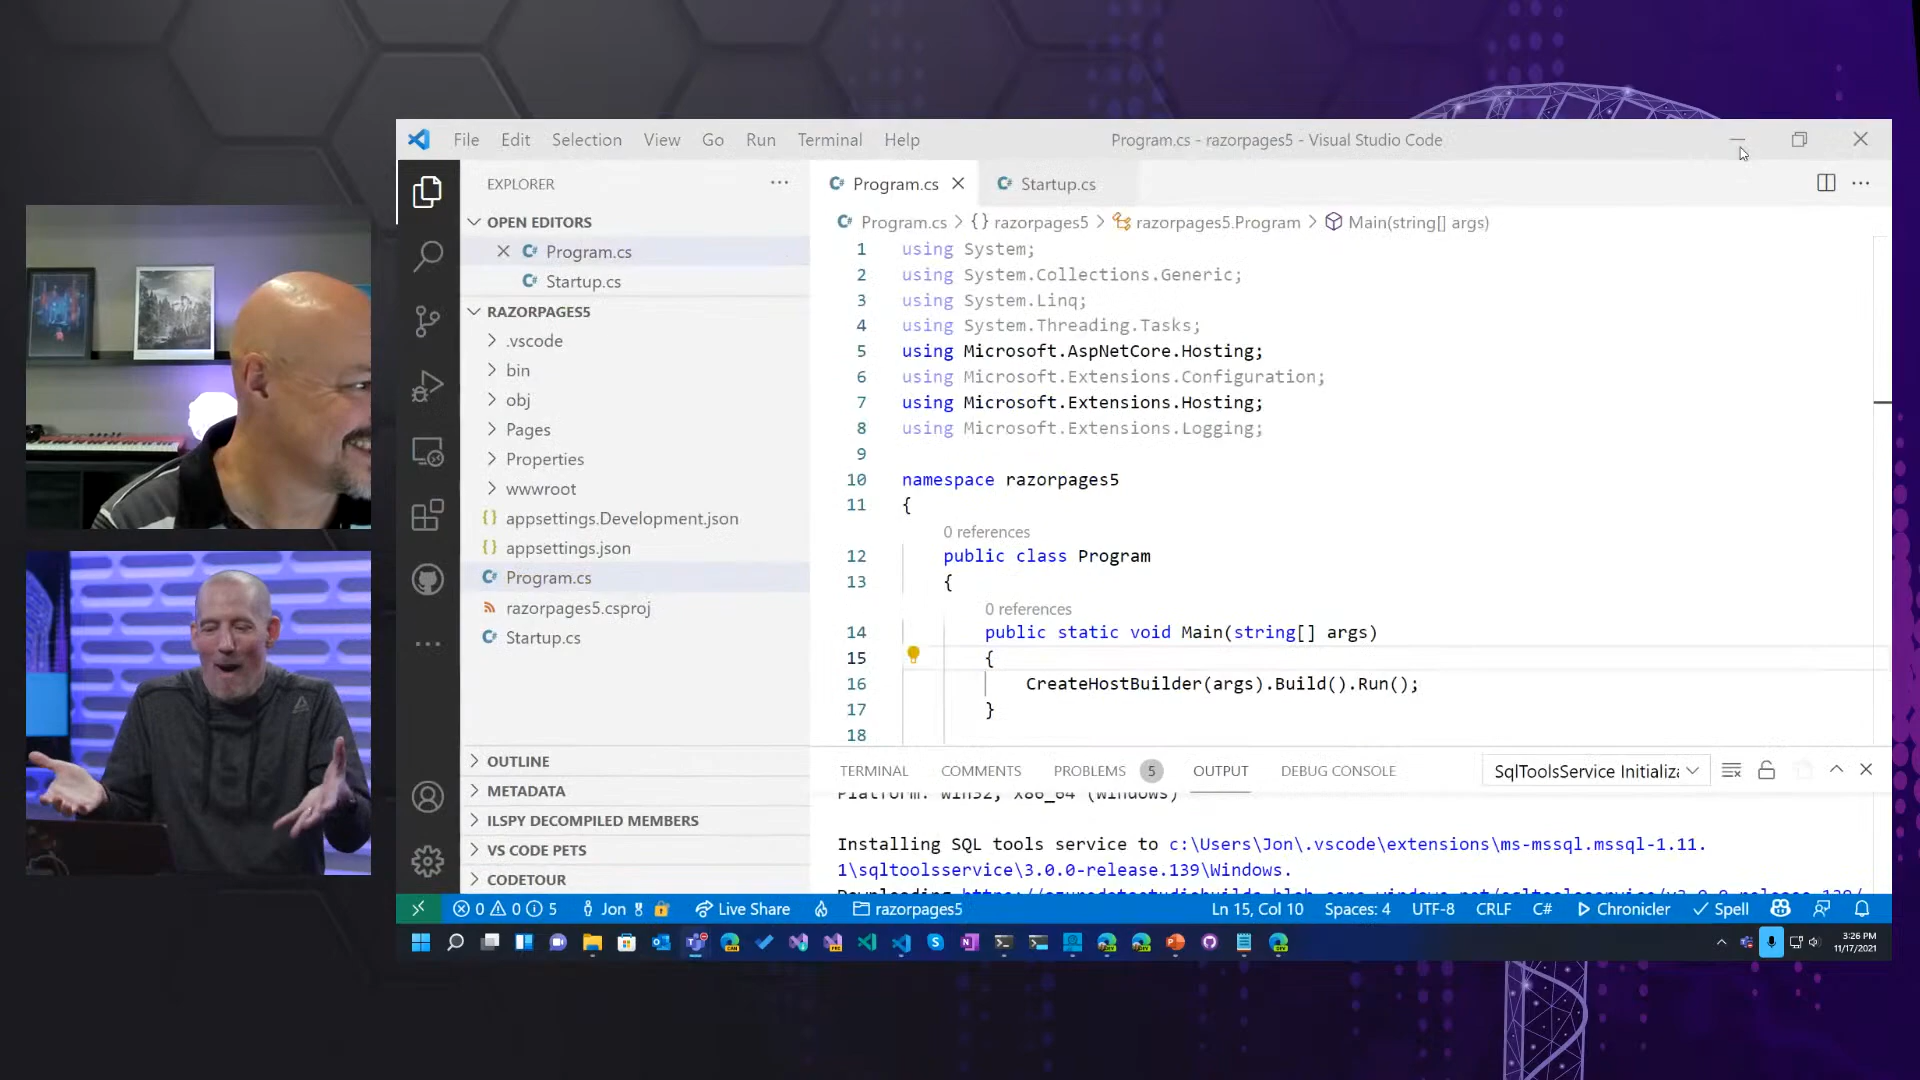 File Edit Selection View Go Run Terminal Help
Program.cs - razorpages5 - Visual Studio Code
EXPLORER
OPEN EDITORS
Program.cs
Startup.cs
RAZORPAGES5
.vscode
bin
obj
Pages
Properties
wwwroot
appsettings.Development.json
appsettings.json
Program.cs
razorpages5.csproj
Startup.cs
OUTLINE
METADATA
ILSPY DECOMPILED MEMBERS
VS CODE PETS
CODETOUR
Program.cs
Startup.cs
Program.cs > {} razorpages5 > razorpages5.Program > Main(string[] args)
1 using System;
2 using System.Collections.Generic;
3 using System.Linq;
4 using System.Threading.Tasks;
5 using Microsoft.AspNetCore.Hosting;
6 using Microsoft.Extensions.Configuration;
7 using Microsoft.Extensions.Hosting;
8 using Microsoft.Extensions.Logging;
9
10 namespace razorpages5
11 {
0 references
12 public class Program
13 {
0 references
14 public static void Main(string[] args)
15 {
16 CreateHostBuilder(args).Build().Run();
17 }
18
TERMINAL COMMENTS PROBLEMS 5 OUTPUT DEBUG CONSOLE
SqlToolsService Initializa
Platform: win32, x86_64 (Windows)
Installing SQL tools service to c:\Users\Jon\.vscode\extensions\ms-mssql.mssql-1.11.
1\sqltoolsservice\3.0.0-release.139\Windows.
0 0 5 Jon Live Share razorpages5
Ln 15, Col 10 Spaces: 4 UTF-8 CRLF C# Chronicler Spell
3:26 PM
11/17/2021